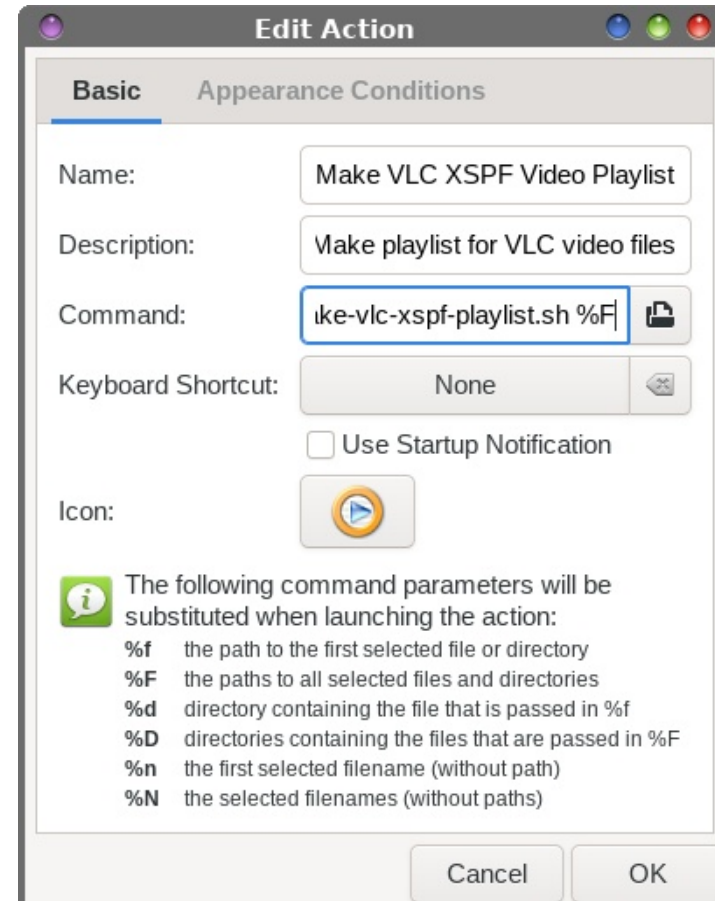 Edit Action
Basic Appearance Conditions
Name: Make VLC XSPF Video Playlist
Description: Make playlist for VLC video files
Command: ke-vlc-xspf-playlist.sh %F
Keyboard Shortcut: None
Use Startup Notification
Icon:
The following command parameters will be
substituted when launching the action:
%f the path to the first selected file or directory
%F the paths to all selected files and directories
%d directory containing the file that is passed in %f
%D directories containing the files that are passed in %F
%n the first selected filename (without path)
%N the selected filenames (without paths)
Cancel OK